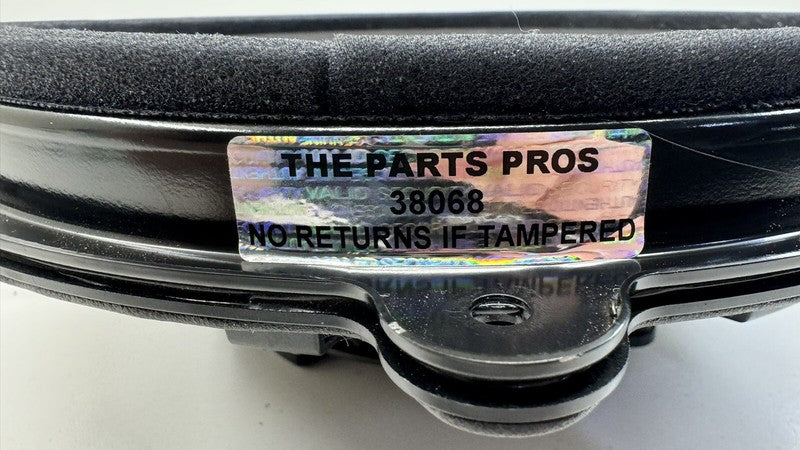 THE PARTS PROS
38068
NO RETURNS IF TAMPERED